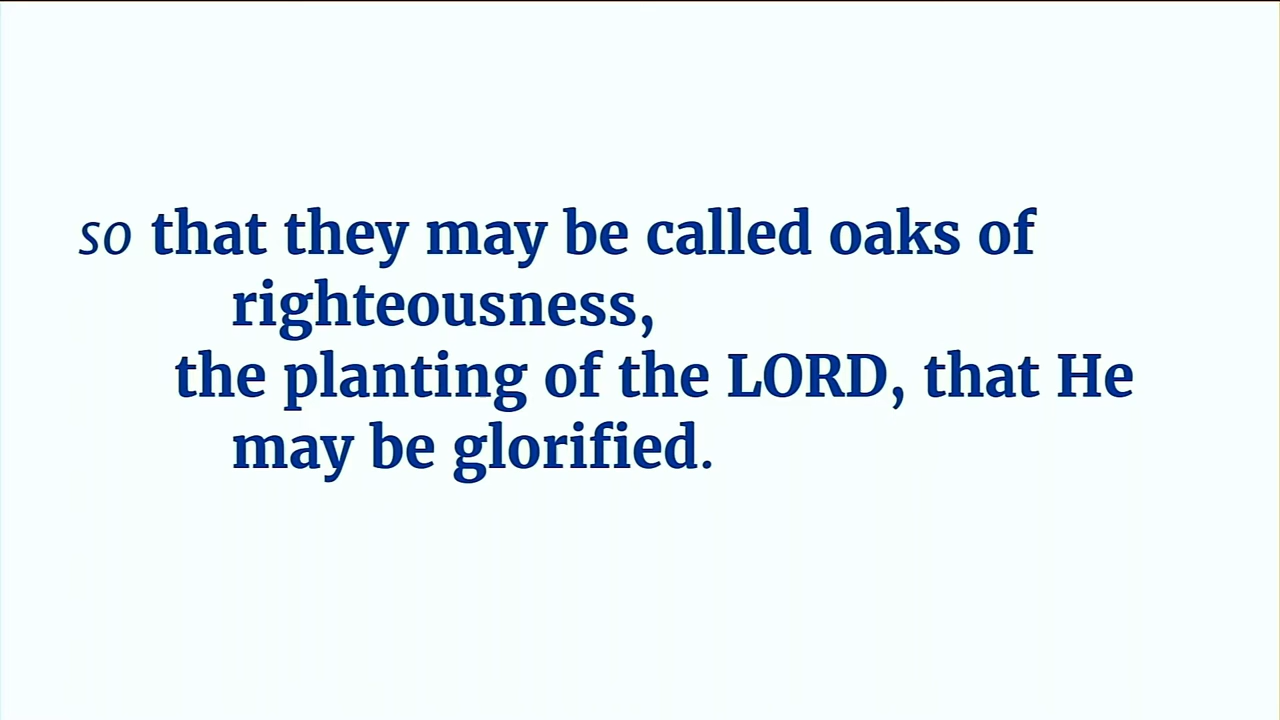 so that they may be called oaks of
righteousness,
the planting of the LORD, that He
may be glorified.